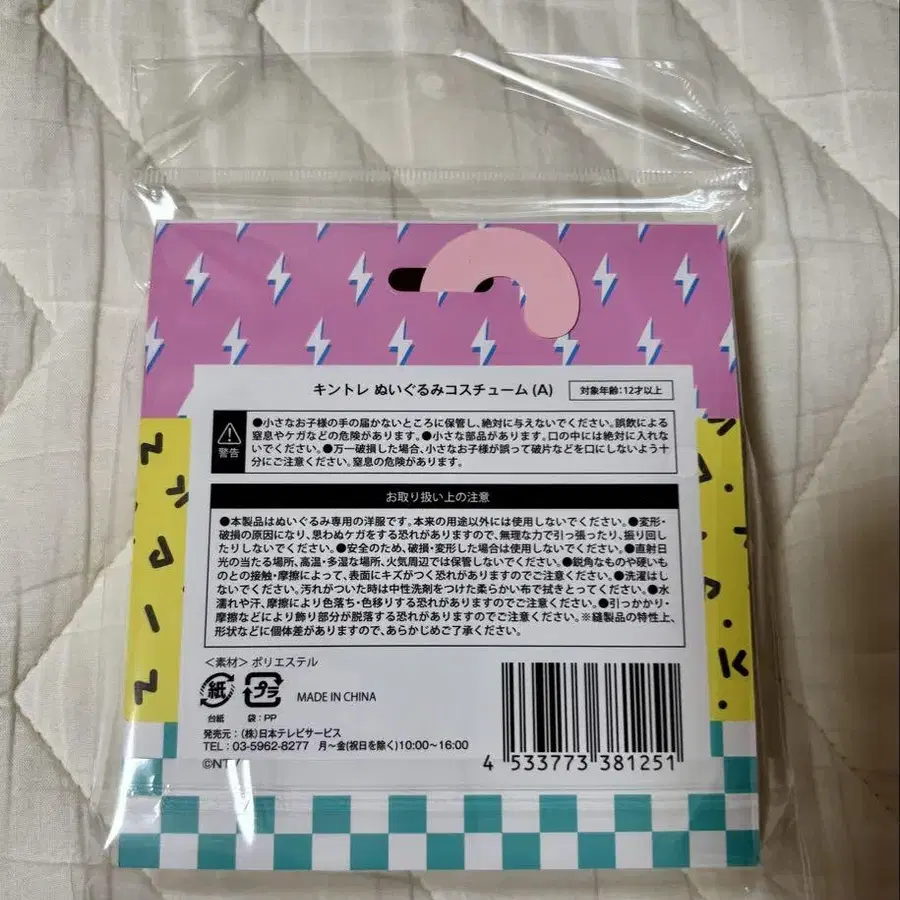 キントレ ぬいぐるみコスチューム (A)
対象年齢:12才以上
警告
●小さなお子様の手の届かないところに保管し、絶対に与えないでください。誤飲による
窒息やケガなどの危険があります。●小さな部品があります。口の中には絶対に入れな
いでください。●万一破損した場合、小さなお子様が誤って破片などを口にしないよう十
分にご注意ください。窒息の危険があります。
お取り扱い上の注意
●本製品はぬいぐるみ専用の洋服です。本来の用途以外には使用しないでください。●変形・
破損の原因になり、思わぬケガをする恐れがありますので、無理な力で引っ張ったり、振り回し
たりしないでください。●安全のため、破損・変形した場合は使用しないでください。●直射日
光の当たる場所、高温・多湿な場所、火気周辺では保管しないでください。●鋭角なものや硬いも
のとの接触・摩擦によって、表面にキズがつく恐れがありますのでご注意ください。●洗濯はし
ないでください。汚れがついた時は中性洗剤をつけた柔らかい布で拭きとってください。●水
濡れや汗、摩擦により色落ち・色移りする恐れがありますのでご注意ください。●引っかかり・
摩擦などにより飾り部分が脱落する恐れがありますのでご注意ください。※縫製品の特性上、
形状などに個体差がありますので、あらかじめご了承ください。
<素材> ポリエステル
紙
プラ
MADE IN CHINA
台紙
袋:PP
発売元:(株)日本テレビサービス
TEL:03-5962-8277 月〜金(祝日を除く)10:00〜16:00
©NTV
4 533773 381251